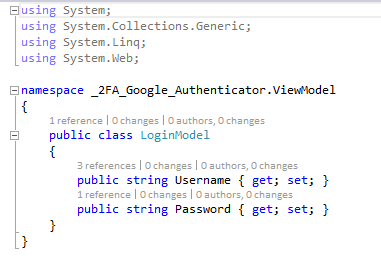 using System;
using System.Collections.Generic;
using System.Linq;
using System.Web;
namespace _2FA_Google_Authenticator.ViewModel
{
1 reference | 0 changes | 0 authors, 0 changes
public class LoginModel
{
3 references | 0 changes | 0 authors, 0 changes
public string Username { get; set; }
1 reference | 0 changes | 0 authors, 0 changes
public string Password { get; set; }
}
}